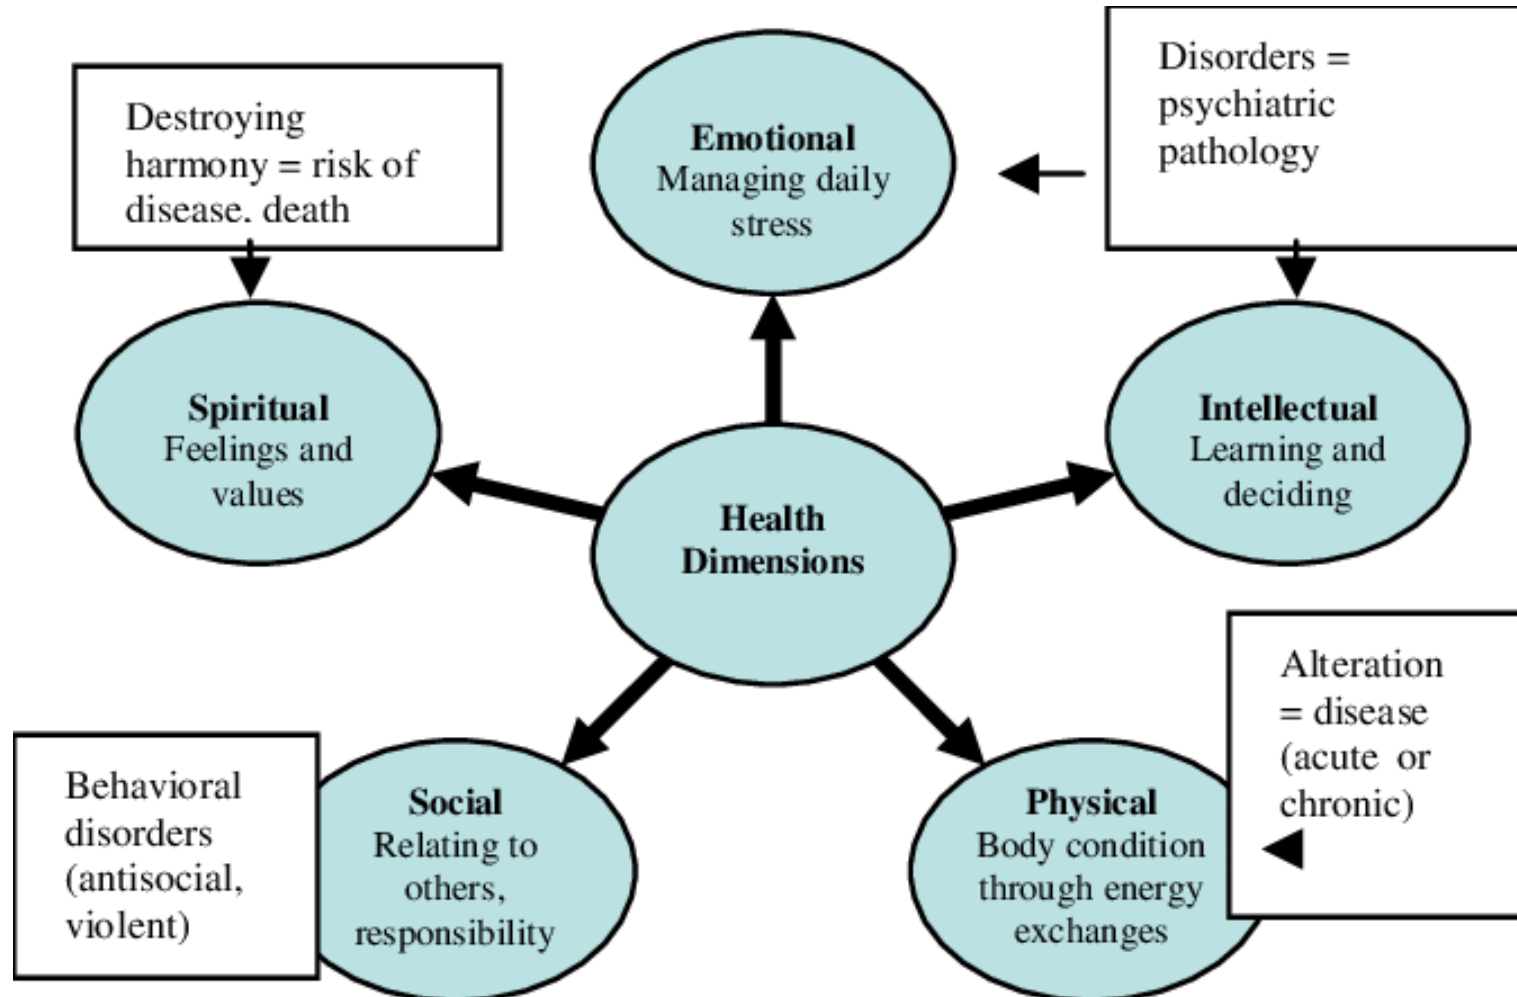 Destroying
harmony = risk of
disease. death
Emotional
Managing daily
stress
Disorders =
psychiatric
pathology
Spiritual
Feelings and
values
Intellectual
Learning and
deciding
Health
Dimensions
Behavioral
disorders
(antisocial,
violent)
Social
Relating to
others,
responsibility
Physical
Body condition
through energy
exchanges
Alteration
= disease
(acute or
chronic)